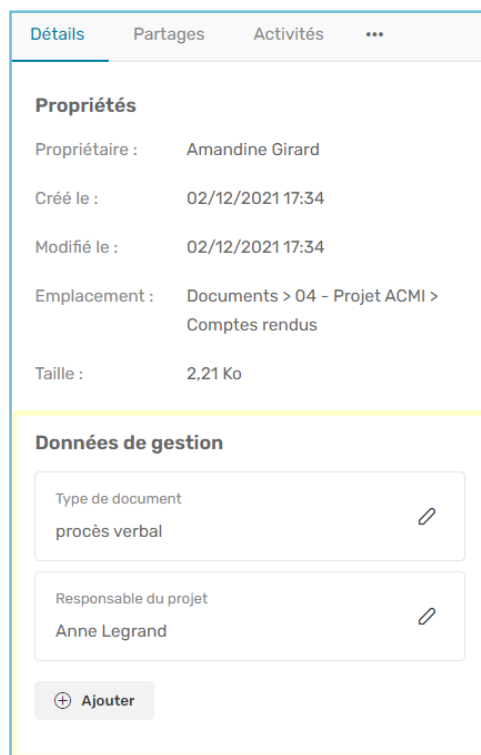 Détails Partages Activités •••
Propriétés
Propriétaire : Amandine Girard
Créé le : 02/12/2021 17:34
Modifié le : 02/12/2021 17:34
Emplacement : Documents > 04 - Projet ACMI >
Comptes rendus
Taille : 2,21 Ko
Données de gestion
Type de document
procès verbal
Responsable du projet
Anne Legrand
Ajouter